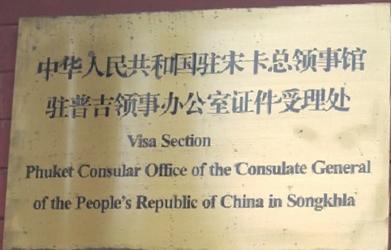 中华人民共和国驻宋卡总领事馆
驻普吉领事办公室证件受理处
Visa Section
Phuket Consular Office of the Consulate General
of the People's Republic of China in Songkhla